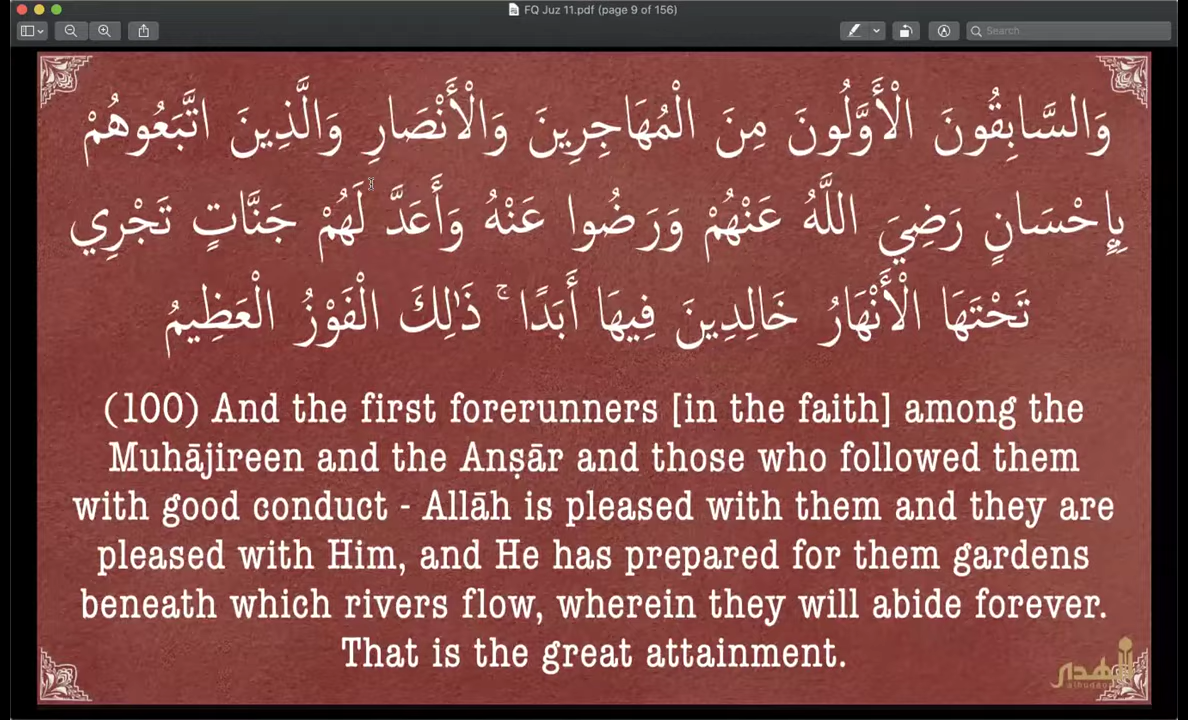 FQ Juz 11.pdf (page 9 of 156)
Search
وَالسَّابِقُونَ الْأَوَّلُونَ مِنَ الْمُهَاجِرِينَ وَالْأَنْصَارِ وَالَّذِينَ اتَّبَعُوهُمْ
بِإِحْسَانٍ رَضِيَ اللَّهُ عَنْهُمْ وَرَضُوا عَنْهُ وَأَعَدَّ لَهُمْ جَنَّاتٍ تَجْرِي
تَحْتَهَا الْأَنْهَارُ خَالِدِينَ فِيهَا أَبَدًا ۚ ذَٰلِكَ الْفَوْزُ الْعَظِيمُ
(100) And the first forerunners [in the faith] among the
Muhājireen and the Anṣār and those who followed them
with good conduct - Allāh is pleased with them and they are
pleased with Him, and He has prepared for them gardens
beneath which rivers flow, wherein they will abide forever.
That is the great attainment.
الهدى